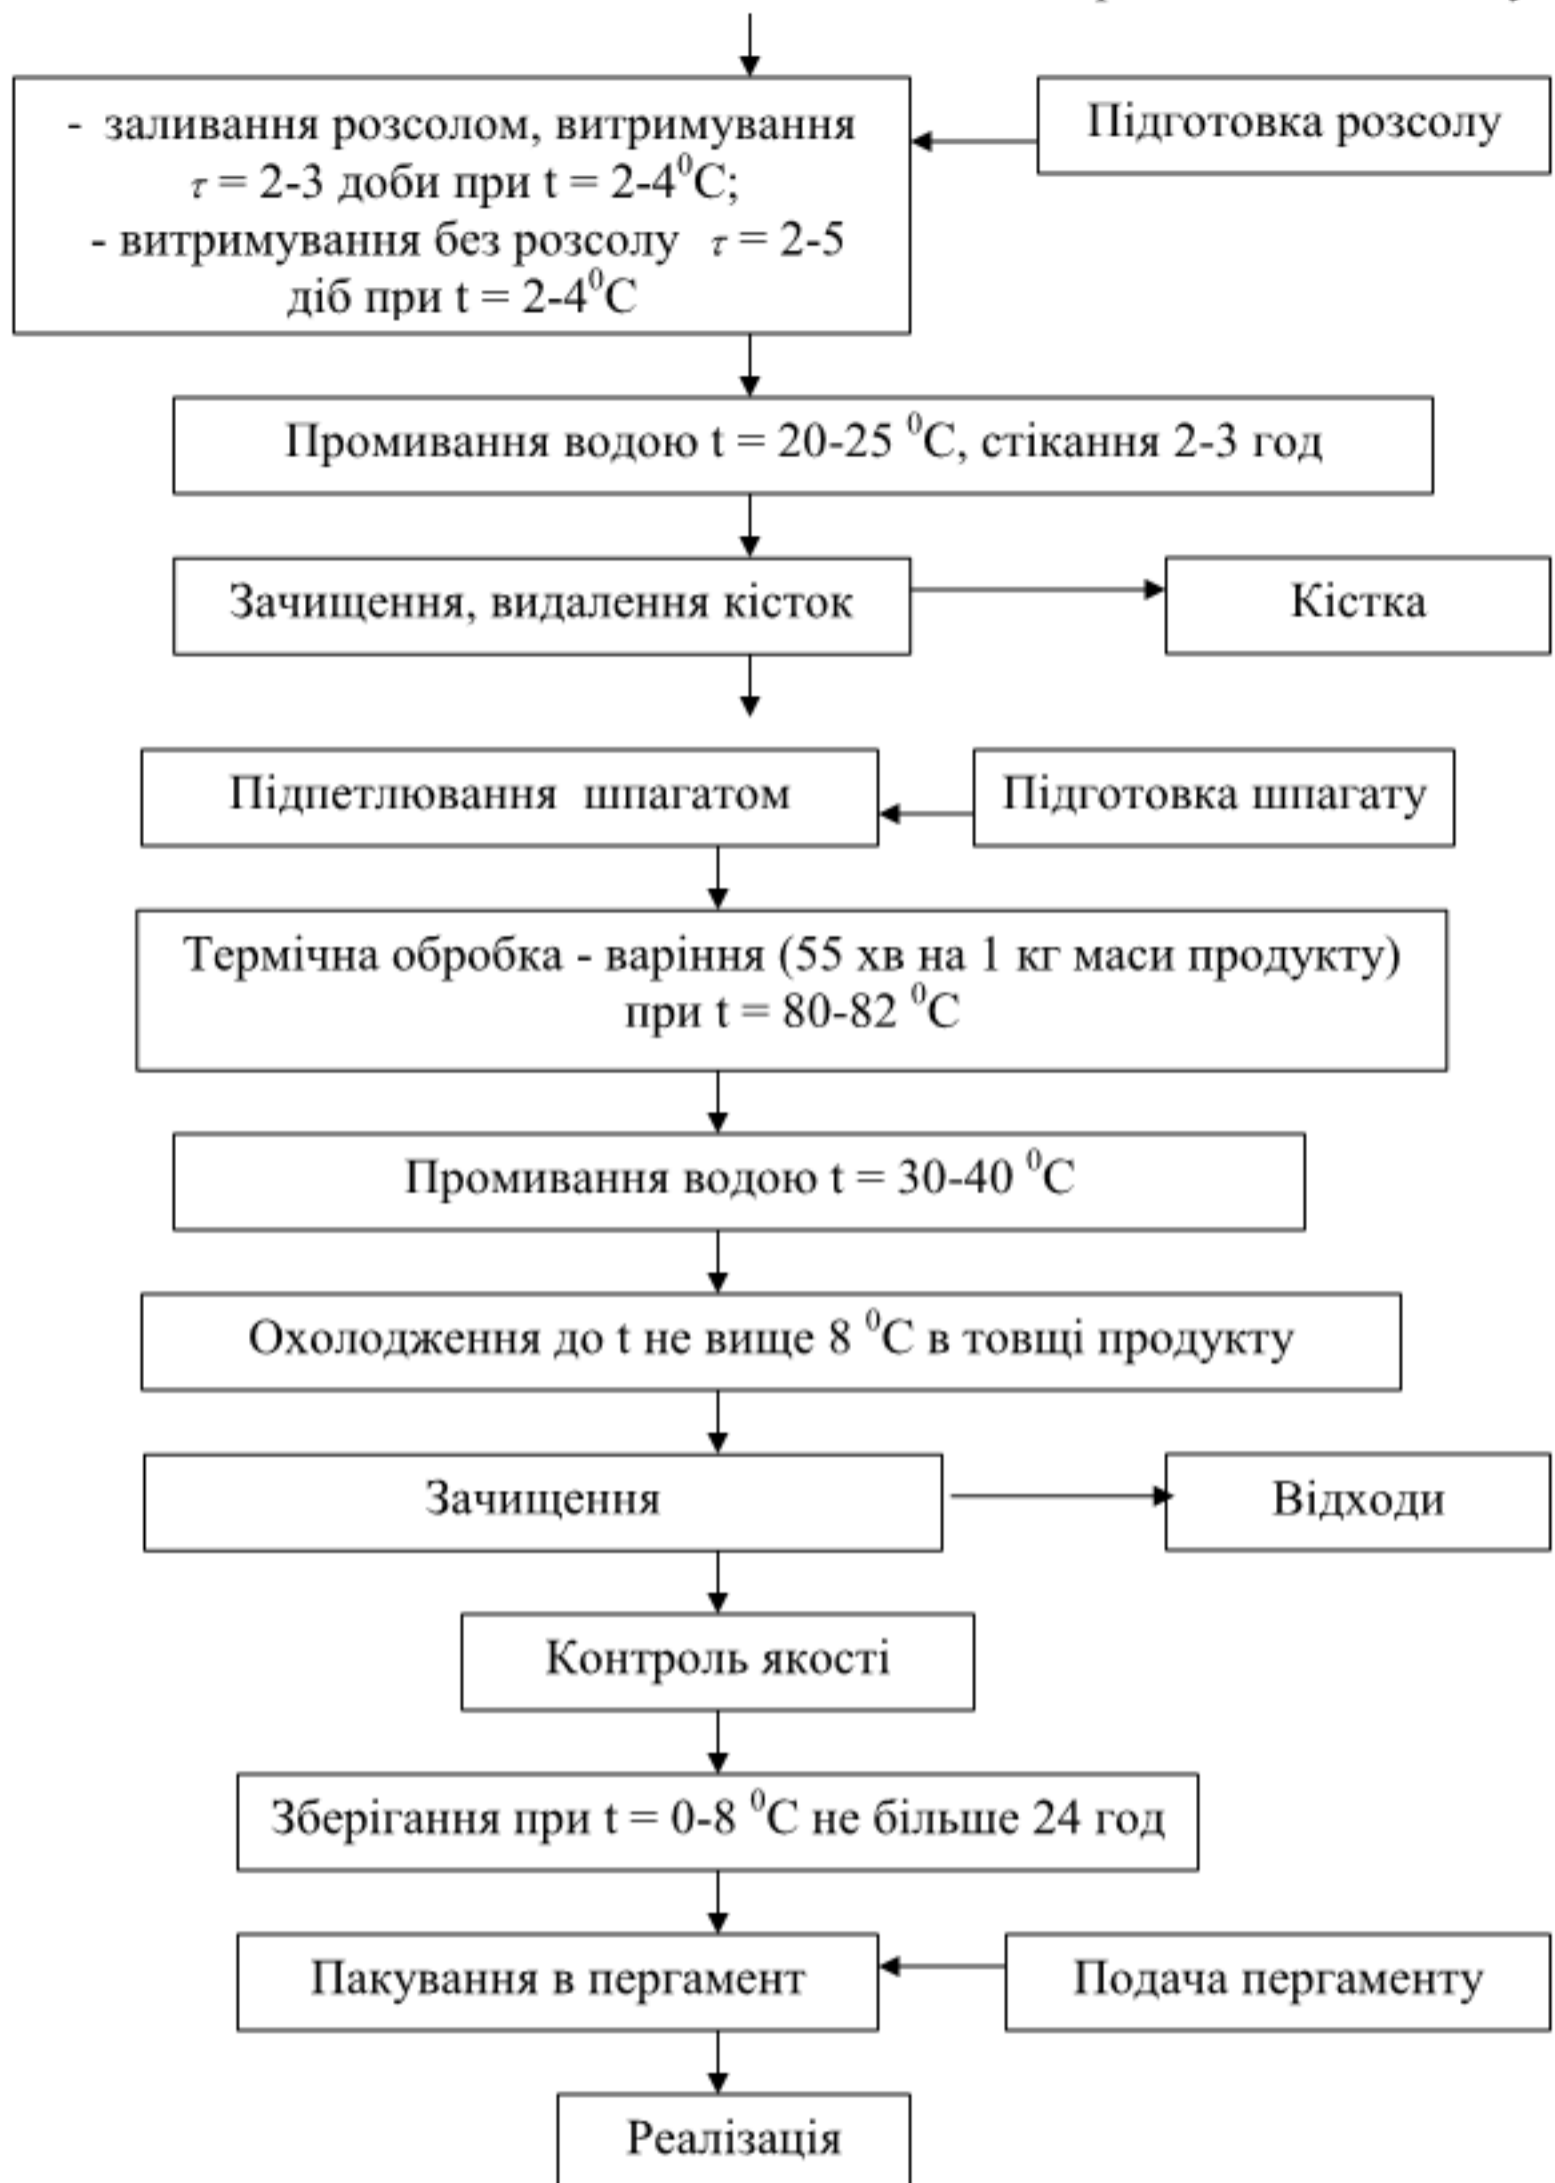 - заливання розсолом, витримування
τ = 2-3 доби при t = 2-4⁰С;
- витримування без розсолу τ = 2-5
діб при t = 2-4⁰С
Підготовка розсолу
Промивання водою t = 20-25 ⁰С, стікання 2-3 год
Зачищення, видалення кісток
Кістка
Підпетлювання шпагатом
Підготовка шпагату
Термічна обробка - варіння (55 хв на 1 кг маси продукту)
при t = 80-82 ⁰С
Промивання водою t = 30-40 ⁰С
Охолодження до t не вище 8 ⁰С в товщі продукту
Зачищення
Відходи
Контроль якості
Зберігання при t = 0-8 ⁰С не більше 24 год
Пакування в пергамент
Подача пергаменту
Реалізація